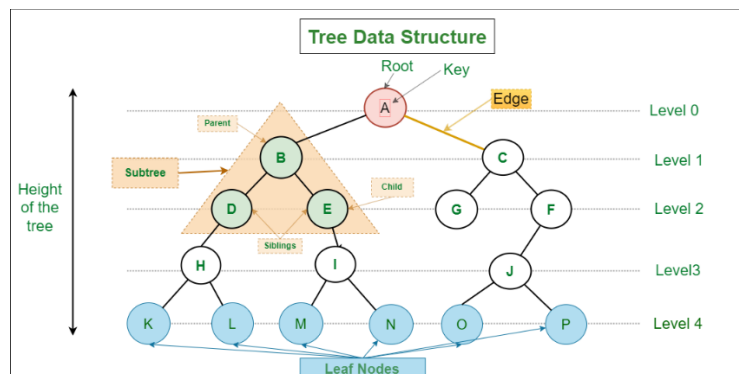 Tree Data Structure
Root
Key
A
Edge
Level 0
Parent
B
C
Level 1
Subtree
Height
of the
tree
Child
D
E
G
F
Level 2
Siblings
H
I
J
Level3
K
L
M
N
O
P
Level 4
Leaf Nodes